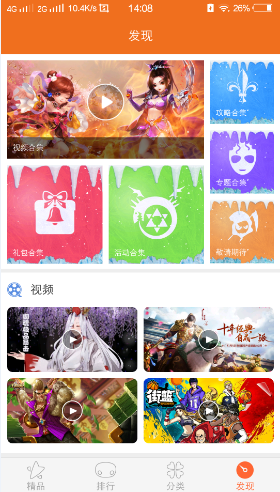 4G 2G 10.4K/s 14:08 26%
发现
视频合集
攻略合集
专题合集
礼包合集
活动合集
敬请期待
视频
十年经典
自成一派
街篮
精品
排行
分类
发现